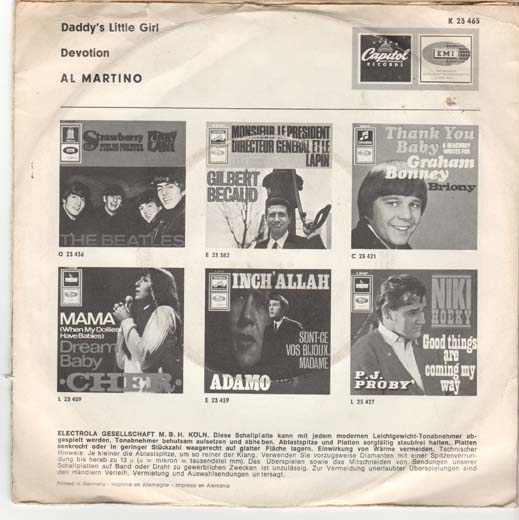 Daddy's Little Girl
Devotion
AL MARTINO
K 23 465
Capitol
RECORDS
EMI
Strawberry
FIELDS FOREVER
PENNY
LANE
THE BEATLES
O 23 436
MONSIEUR LE PRESIDENT
DIRECTEUR GENERAL ET LE
LAPIN
GILBERT
BECAUD
E 23 382
Thank You
Baby
Graham
Bonney
Briony
C 23 421
MAMA
(When My Dollies
Have Babies)
Dream
Baby
·CHER·
L 23 409
INCH'ALLAH
SONT-CE
VOS BIJOUX,
MADAME
ADAMO
E 23 439
NIKI
HOEKY
Good things
are
coming my
way
P.J.
PROBY
L 23 427
ELECTROLA GESELLSCHAFT M. B. H. KÖLN. Diese Schallplatte kann mit jedem modernen Leichtgewicht-Tonabnehmer ab-
gespielt werden. Tonabnehmer behutsam aufsetzen und abheben. Abtastspitze und Platten sorgfältig staubfrei halten. Platten
senkrecht oder in geringer Stückzahl waagerecht auf glatter Fläche lagern. Einwirkung von Wärme vermeiden. Technischer
Hinweis: Je kleiner die Abtastspitze, um so reiner der Klang. Verwenden Sie vorzugsweise Diamanten mit einer Spitzenverrun-
dung bis herab zu 13 µ (µ = mikron = tausendstel mm). Das Überspielen sowie das Mitschneiden von Sendungen unserer
Schallplatten auf Band oder Draht zu gewerblichen Zwecken ist unzulässig. Zur Vermeidung unerlaubter Überspielungen sind
den Händlern Verleih, Vermietung und Auswahlsendungen untersagt.
Printed in Germany - Imprimé en Allemagne - Impreso en Alemania